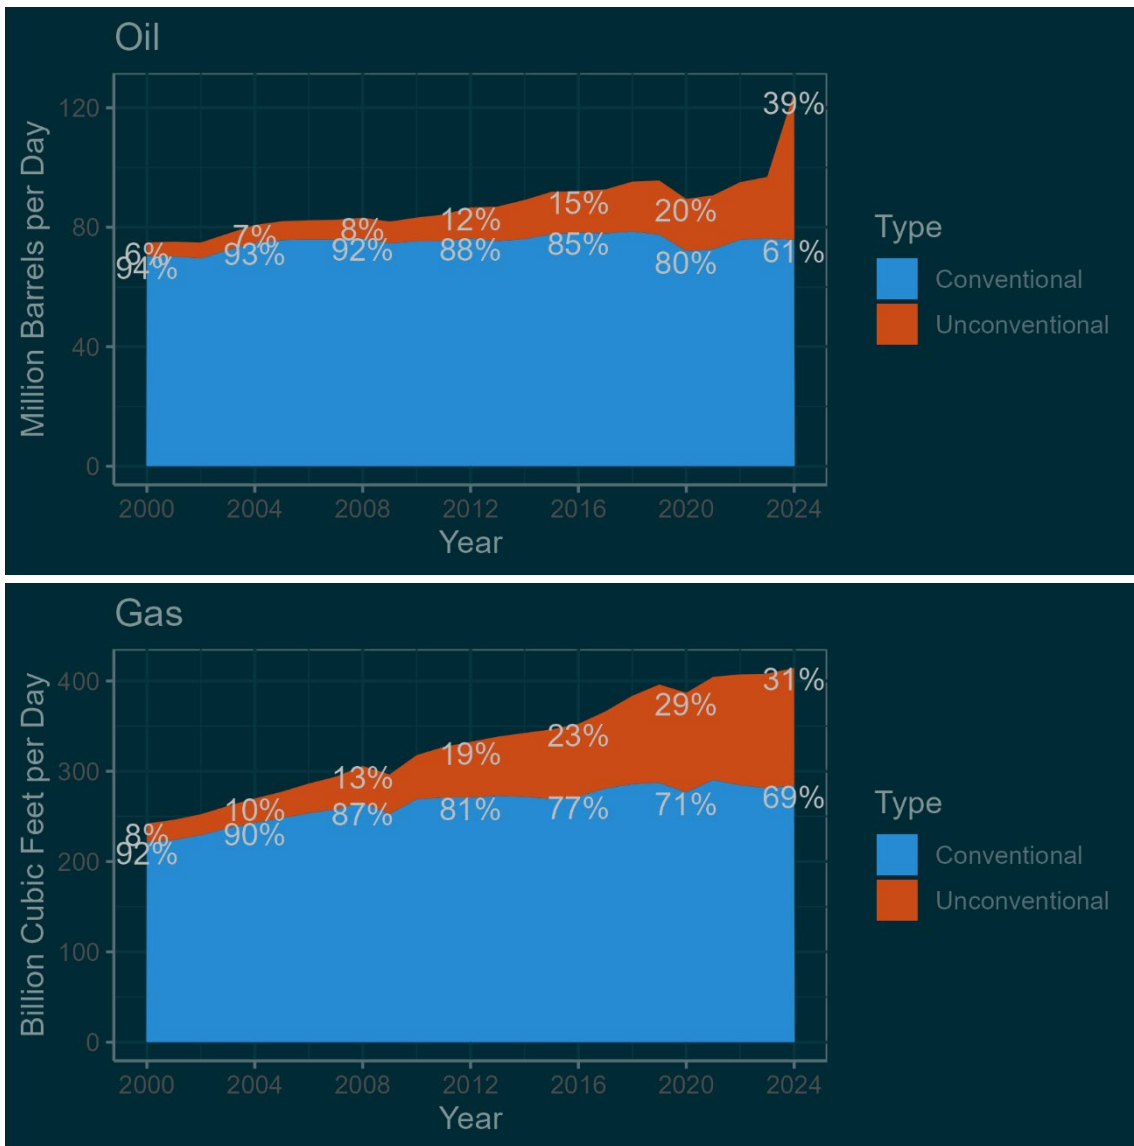 Oil
Million Barrels per Day
120
80
40
0
39%
20%
15%
12%
8%
7%
6%
94%
93%
92%
88%
85%
80%
61%
2000 2004 2008 2012 2016 2020 2024
Year
Type
Conventional
Unconventional
Gas
Billion Cubic Feet per Day
400
300
200
100
0
31%
29%
23%
19%
13%
10%
8%
92%
90%
87%
81%
77%
71%
69%
2000 2004 2008 2012 2016 2020 2024
Year
Type
Conventional
Unconventional